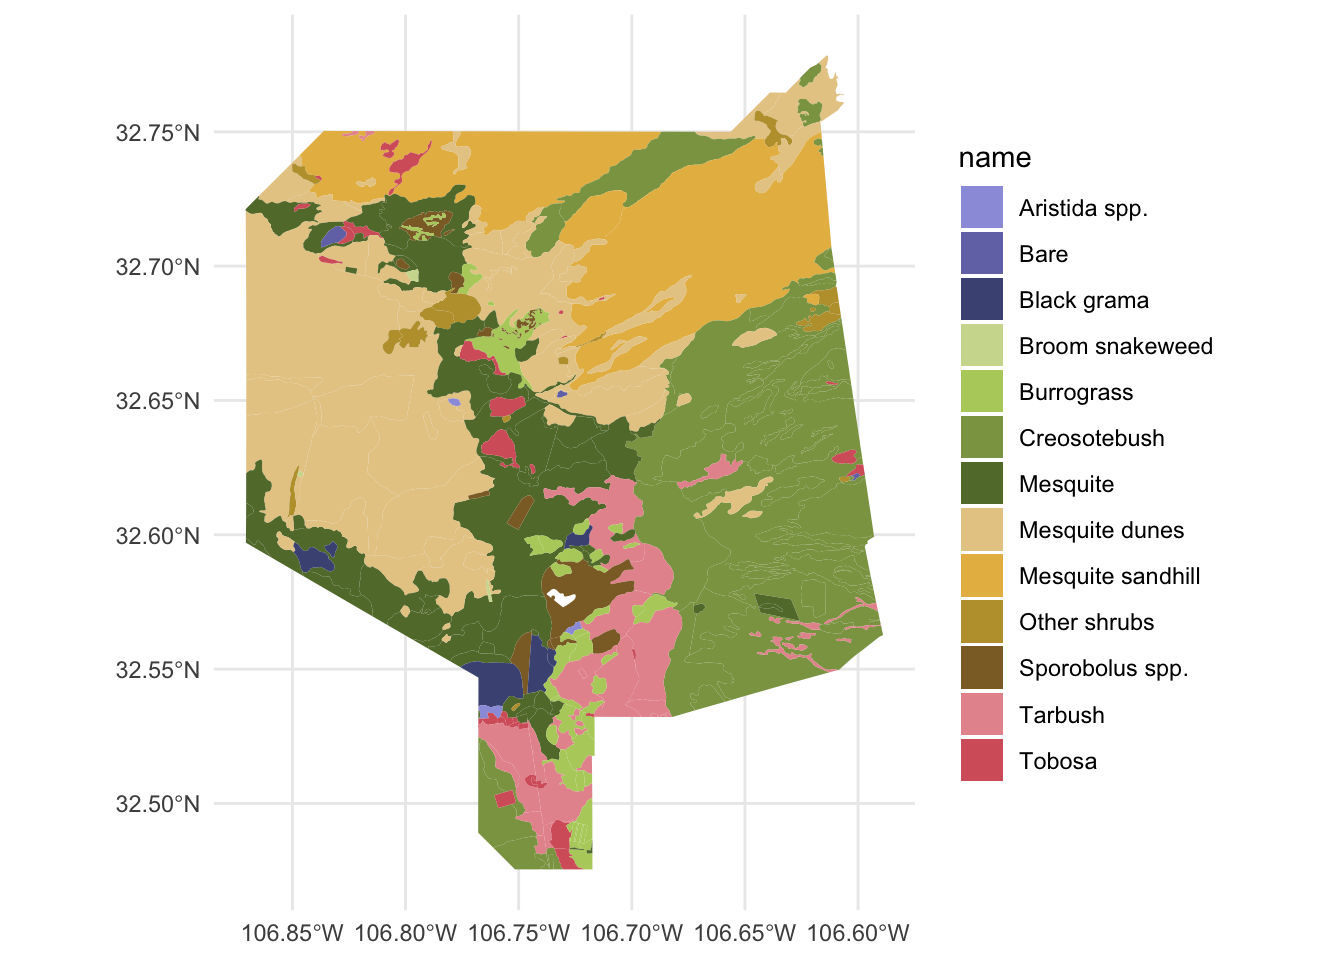 32.75°N
32.70°N
32.65°N
32.60°N
32.55°N
32.50°N
106.85°W 106.80°W 106.75°W 106.70°W 106.65°W 106.60°W
name
Aristida spp.
Bare
Black grama
Broom snakeweed
Burrograss
Creosotebush
Mesquite
Mesquite dunes
Mesquite sandhill
Other shrubs
Sporobolus spp.
Tarbush
Tobosa